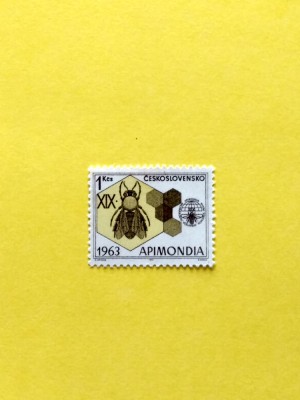 1 Kčs ČESKOSLOVENSKO
XIX.
1963 APIMONDIA